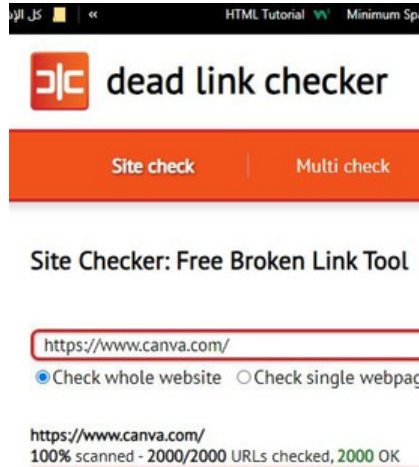 كل الإ » HTML Tutorial Minimum
dead link checker
Site check Multi check
Site Checker: Free Broken Link Tool
https://www.canva.com/
Check whole website Check single
https://www.canva.com/
100% scanned - 2000/2000 URLs checked, 2000 OK